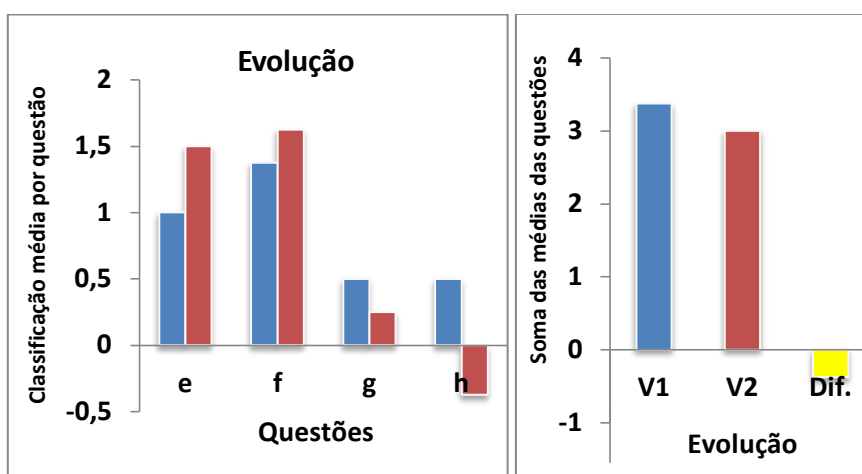 Evolução
Classificação média por questão
2
1,5
1
0,5
0
-0,5
e f g h
Questões
Soma das médias das questões
4
3
2
1
0
-1
V1 V2 Dif.
Evolução